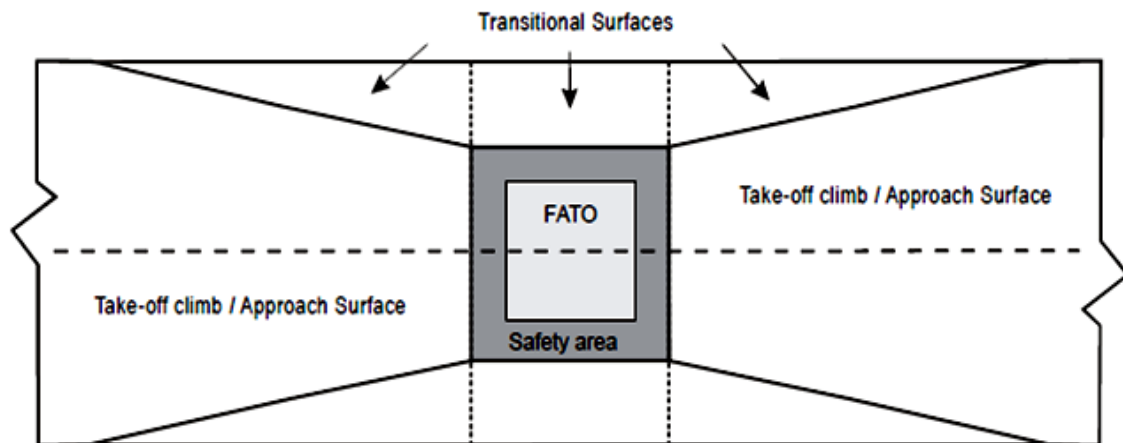 Transitional Surfaces
FATO
Take-off climb / Approach Surface
Take-off climb / Approach Surface
Safety area